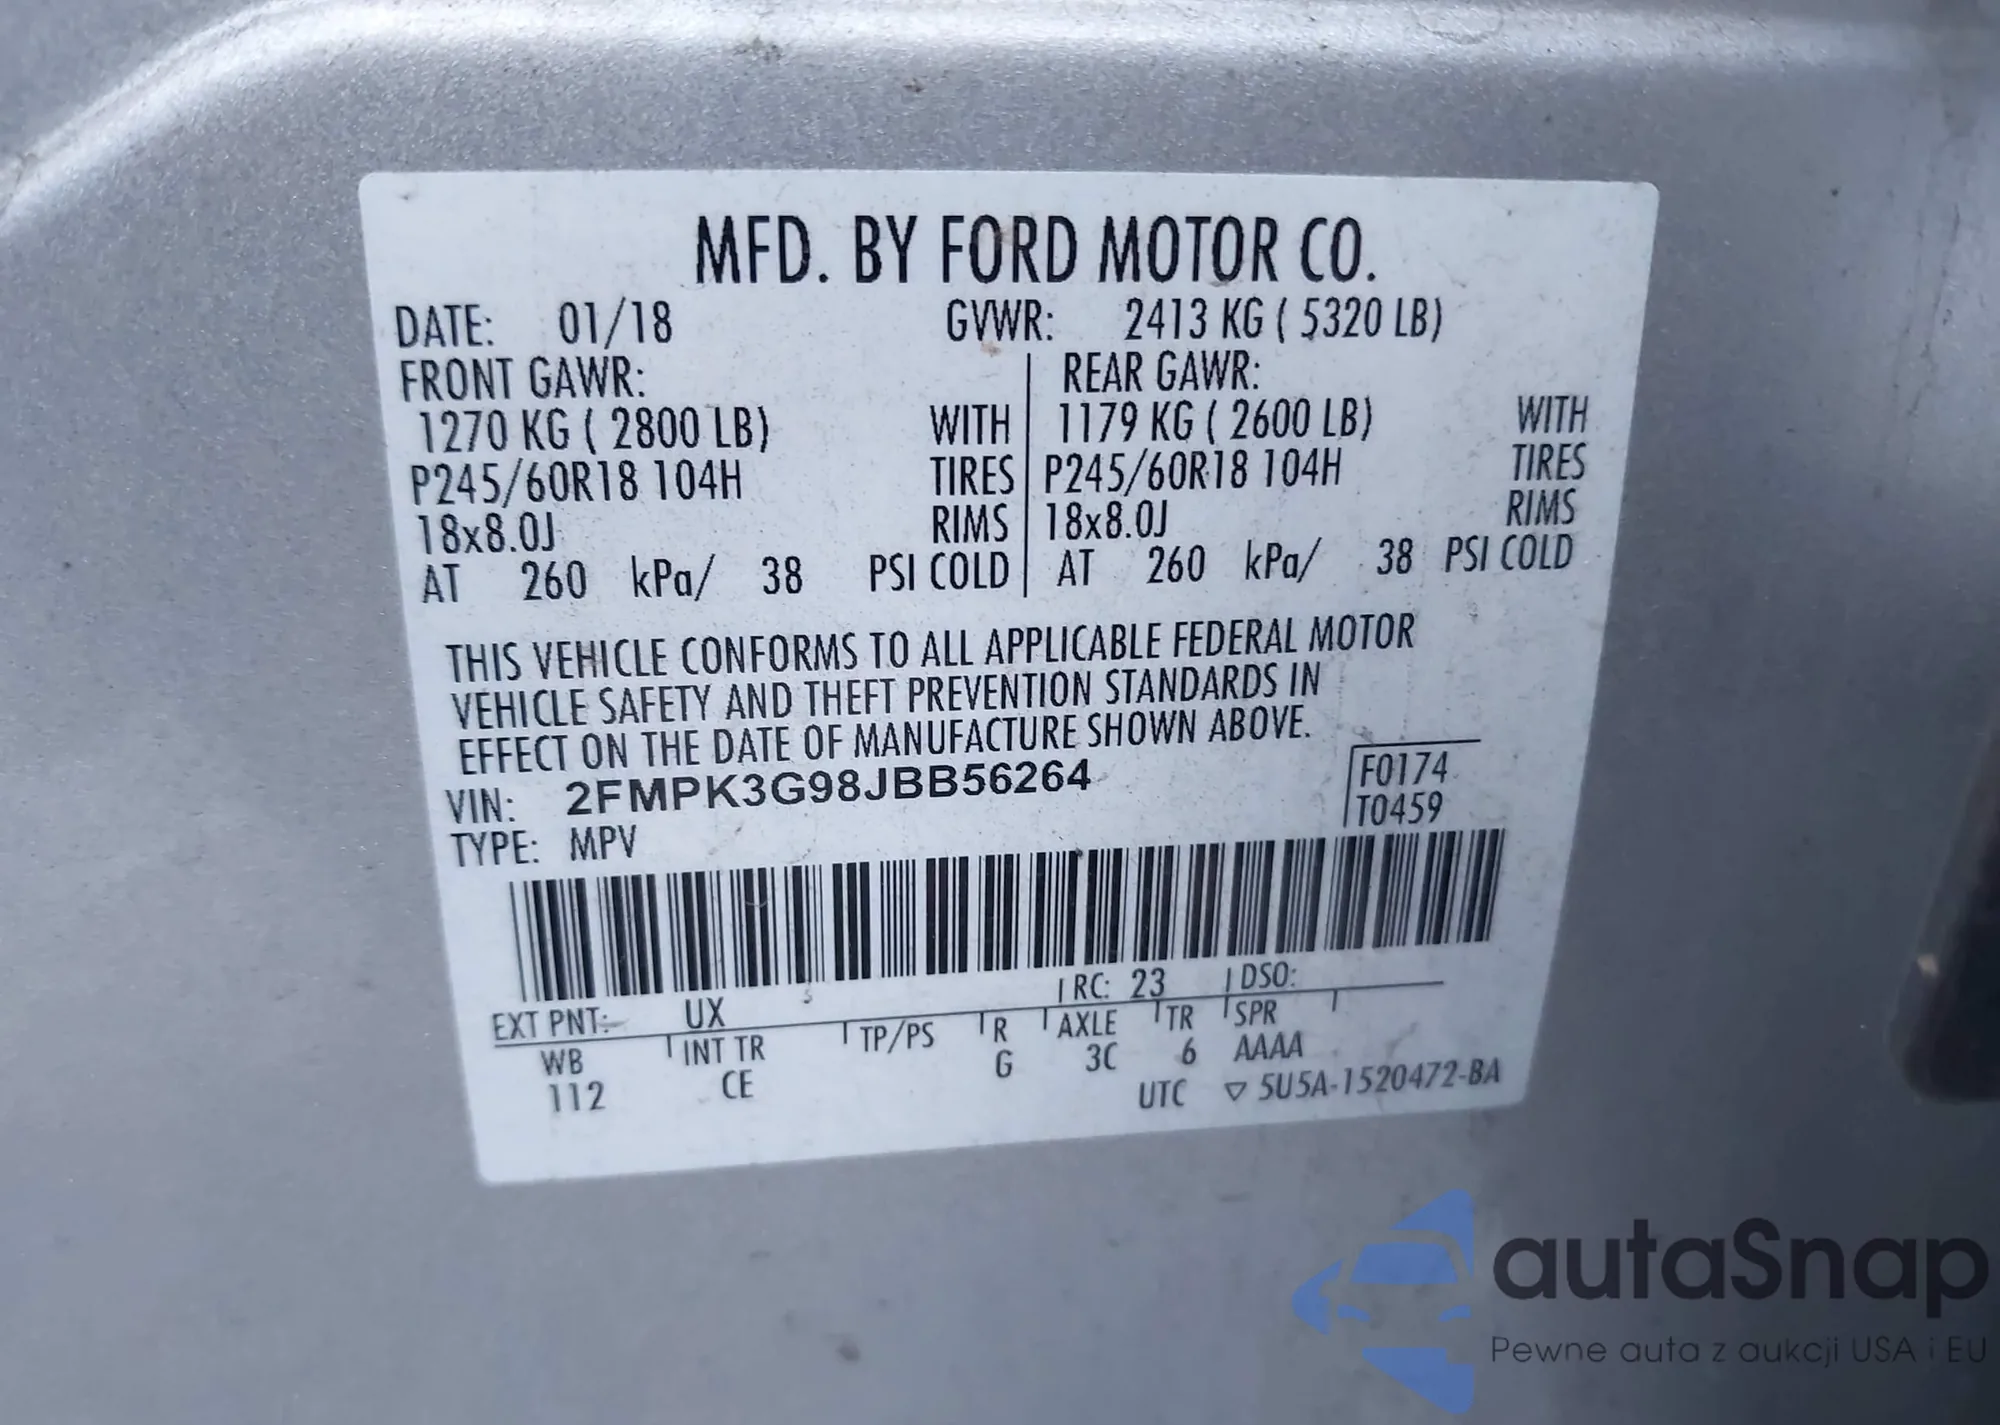 MFD. BY FORD MOTOR CO.
DATE: 01/18 GVWR: 2413 KG ( 5320 LB)
FRONT GAWR: REAR GAWR:
1270 KG ( 2800 LB) WITH 1179 KG ( 2600 LB) WITH
P245/60R18 104H TIRES P245/60R18 104H TIRES
18x8.0J RIMS 18x8.0J RIMS
AT 260 kPa/ 38 PSI COLD AT 260 kPa/ 38 PSI COLD
THIS VEHICLE CONFORMS TO ALL APPLICABLE FEDERAL MOTOR
VEHICLE SAFETY AND THEFT PREVENTION STANDARDS IN
EFFECT ON THE DATE OF MANUFACTURE SHOWN ABOVE.
VIN: 2FMPK3G98JBB56264 F0174
TYPE: MPV T0459
EXT PNT: UX RC: 23 DSO:
WB INT TR TP/PS R AXLE TR SPR
112 CE G 3C 6 AAAA
UTC ▽ 5U5A-1520472-BA
autaSnap
Pewne auta z aukcji USA i EU